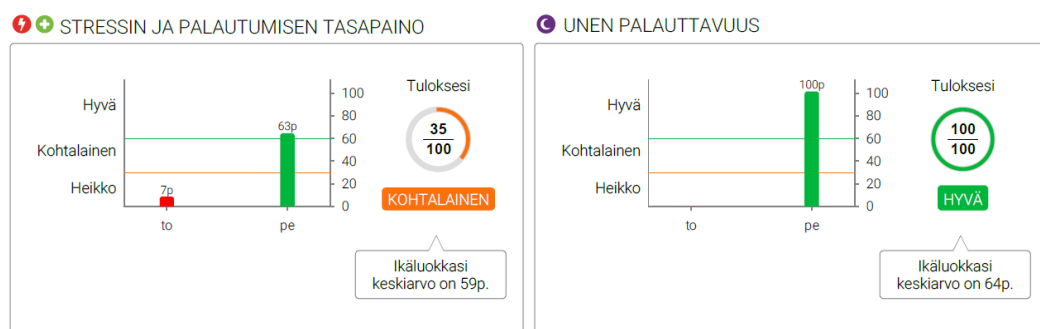 STRESSIN JA PALAUTUMISEN TASAPAINO
Hyvä
Kohtalainen
Heikko
7p
63p
100
80
60
40
20
0
to
pe
Tuloksesi
35
100
KOHTALAINEN
Ikäluokkasi
keskiarvo on 59p.
UNEN PALAUTTAVUUS
Hyvä
Kohtalainen
Heikko
100p
100
80
60
40
20
0
to
pe
Tuloksesi
100
100
HYVÄ
Ikäluokkasi
keskiarvo on 64p.